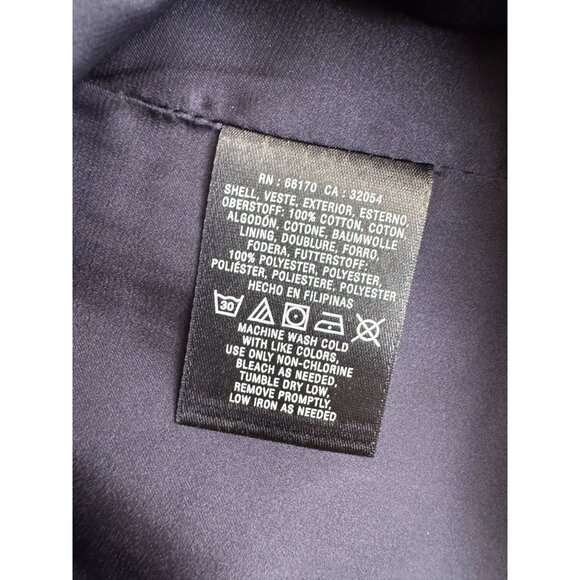 RN : 66170 CA : 32054
SHELL, VESTE, EXTERIOR, ESTERNO,
OBERSTOFF: 100% COTTON, COTON,
ALGODÓN, COTONE, BAUMWOLLE
LINING, DOUBLURE, FORRO,
FODERA, FUTTERSTOFF:
100% POLYESTER, POLYESTER,
POLIÉSTER, POLIESTERE, POLYESTER
HECHO EN FILIPINAS
30
MACHINE WASH COLD
WITH LIKE COLORS,
USE ONLY NON-CHLORINE
BLEACH AS NEEDED,
TUMBLE DRY LOW,
REMOVE PROMPTLY,
LOW IRON AS NEEDED